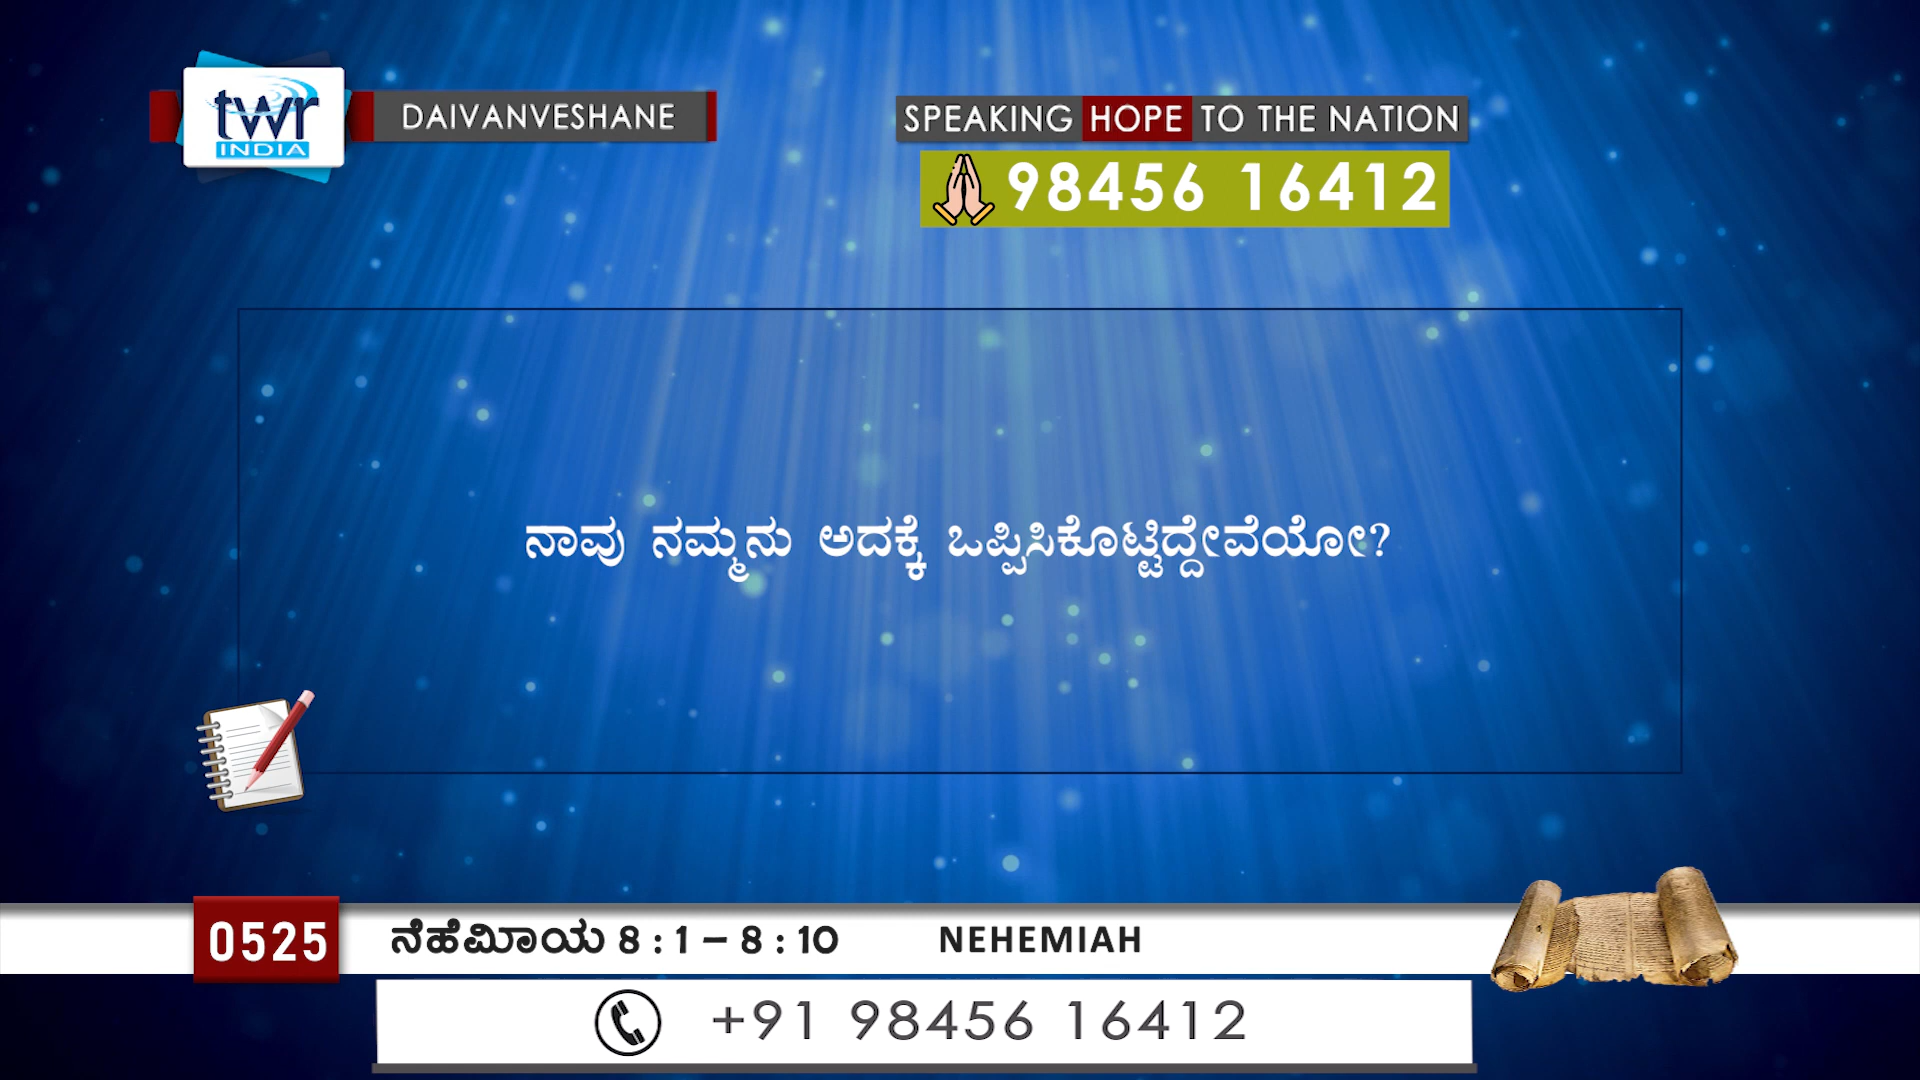 twr
INDIA
DAIVANVESHANE
SPEAKING HOPE TO THE NATION
98456 16412
ನಾವು ನಮ್ಮನು ಅದಕ್ಕೆ ಒಪ್ಪಿಸಿಕೊಟ್ಟಿದ್ದೇವೆಯೋ?
0525
ನೆಹೆಮಿಾಯ 8 : 1 – 8 : 10
NEHEMIAH
+91 98456 16412